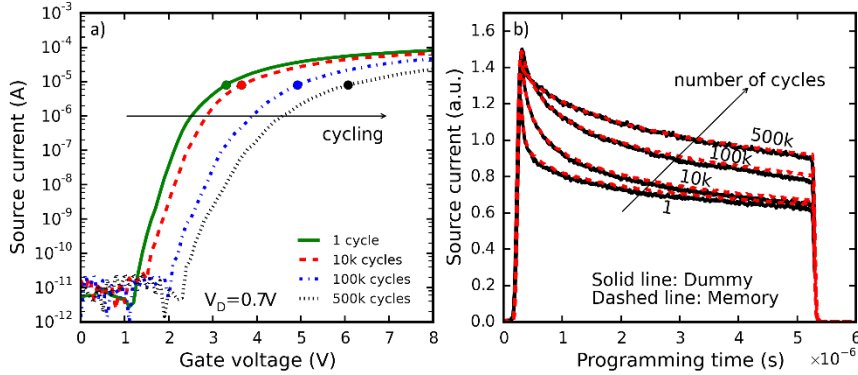 a)
10⁻³
10⁻⁴
10⁻⁵
10⁻⁶
10⁻⁷
10⁻⁸
10⁻⁹
10⁻¹⁰
10⁻¹¹
10⁻¹²
Source current (A)
cycling
1 cycle
10k cycles
100k cycles
500k cycles
V_D=0.7V
0 1 2 3 4 5 6 7 8
Gate voltage (V)
b)
1.6
1.4
1.2
1.0
0.8
0.6
0.4
0.2
0.0
Source current (a.u.)
number of cycles
500k
100k
10k
1
Solid line: Dummy
Dashed line: Memory
0 1 2 3 4 5 6
×10⁻⁶
Programming time (s)